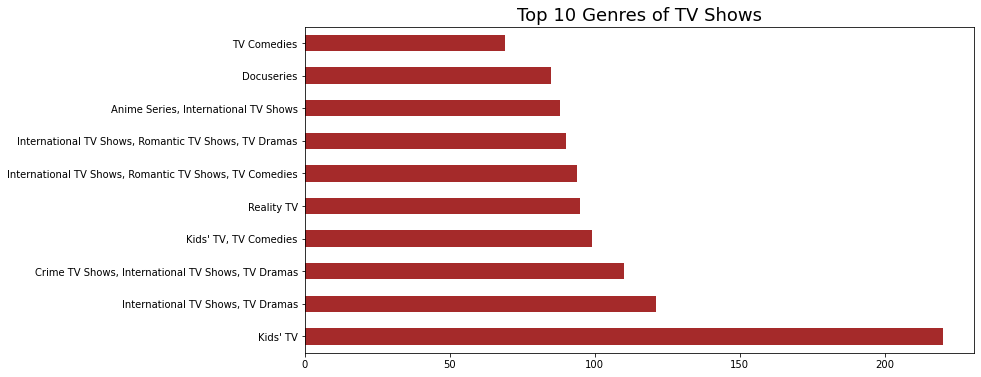 Top 10 Genres of TV Shows
TV Comedies
Docuseries
Anime Series, International TV Shows
International TV Shows, Romantic TV Shows, TV Dramas
International TV Shows, Romantic TV Shows, TV Comedies
Reality TV
Kids' TV, TV Comedies
Crime TV Shows, International TV Shows, TV Dramas
International TV Shows, TV Dramas
Kids' TV
0 50 100 150 200